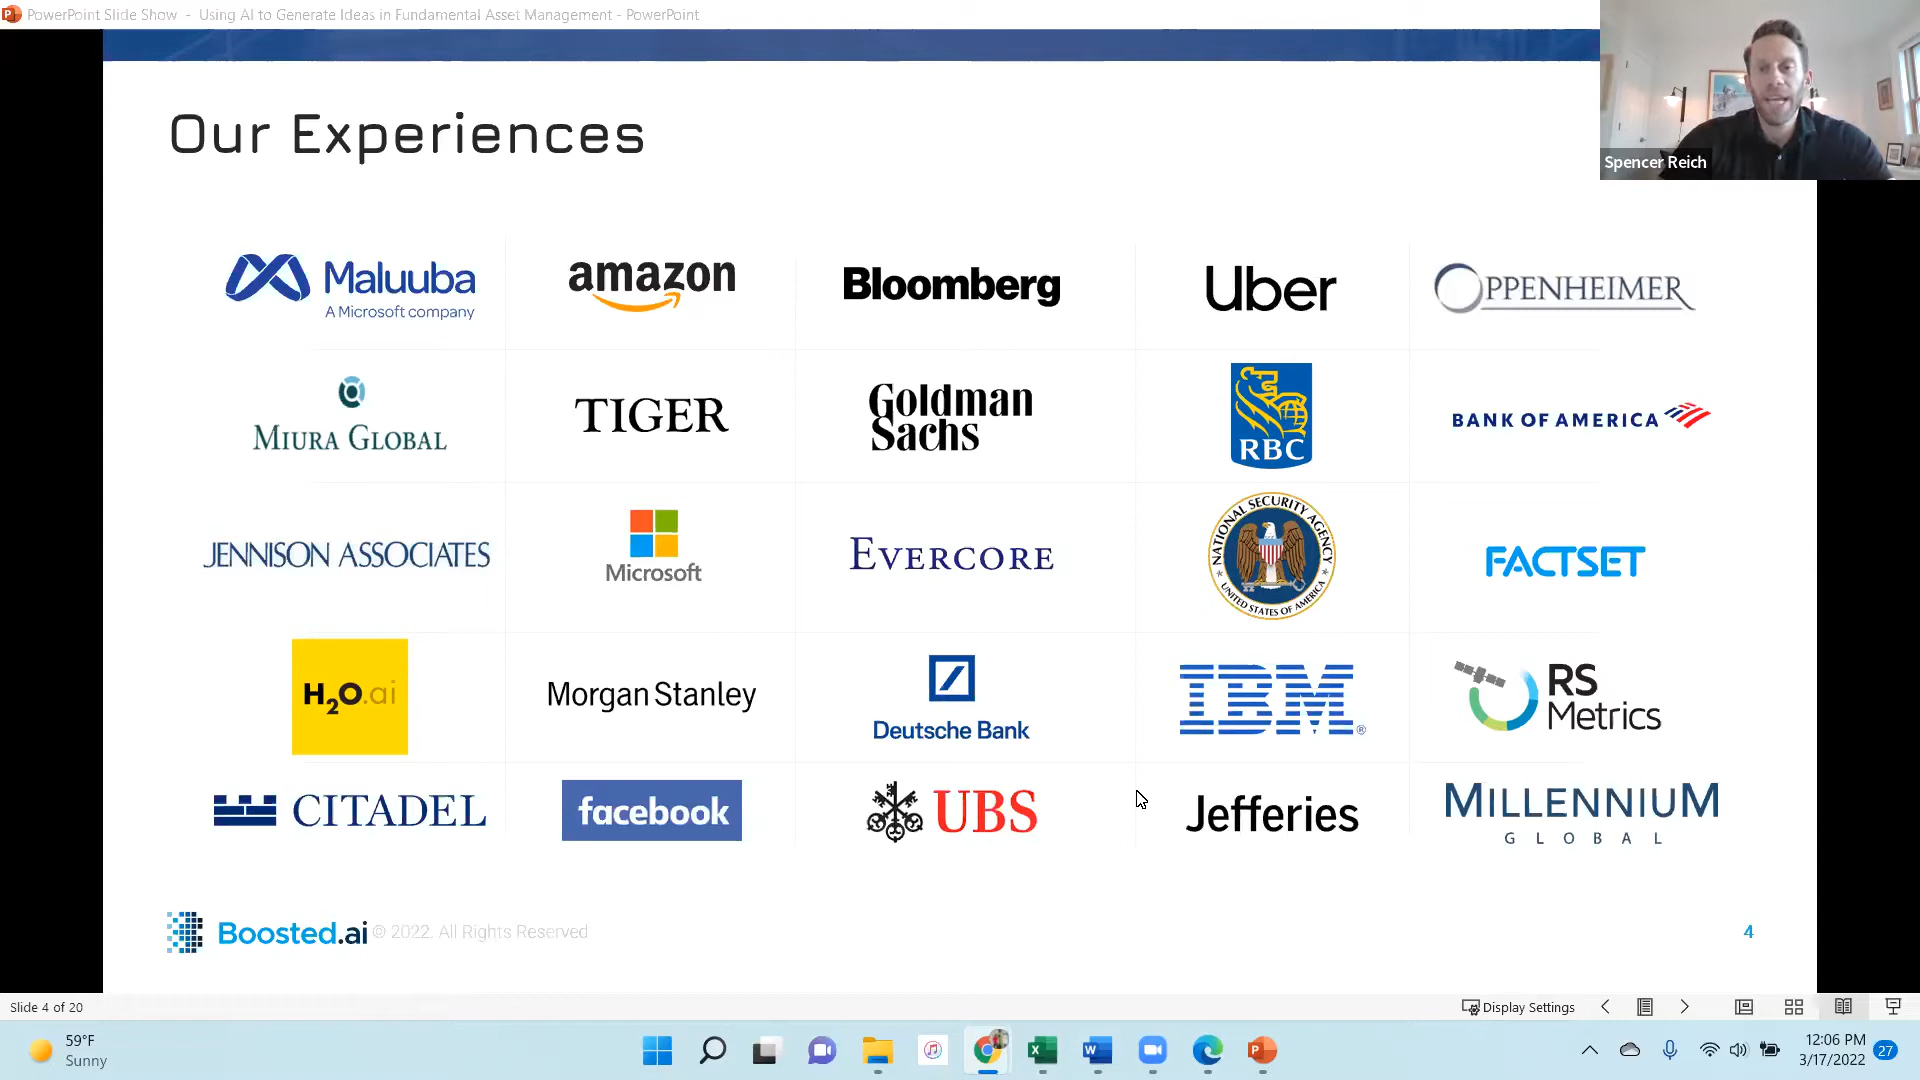 PowerPoint Slide Show - Using AI to Generate Ideas in Fundamental Asset Management - PowerPoint
Spencer Reich
Our Experiences
Maluuba
A Microsoft company
amazon
Bloomberg
Uber
OPPENHEIMER
MIURA GLOBAL
TIGER
Goldman
Sachs
RBC
BANK OF AMERICA
JENNISON ASSOCIATES
Microsoft
EVERCORE
NATIONAL SECURITY AGENCY
UNITED STATES OF AMERICA
FACTSET
H2O.ai
Morgan Stanley
Deutsche Bank
IBM®
RS
Metrics
CITADEL
facebook
UBS
Jefferies
MILLENNIUM
GLOBAL
Boosted.ai © 2022. All Rights Reserved
4
Slide 4 of 20
Display Settings
59°F
Sunny
12:06 PM
3/17/2022
27